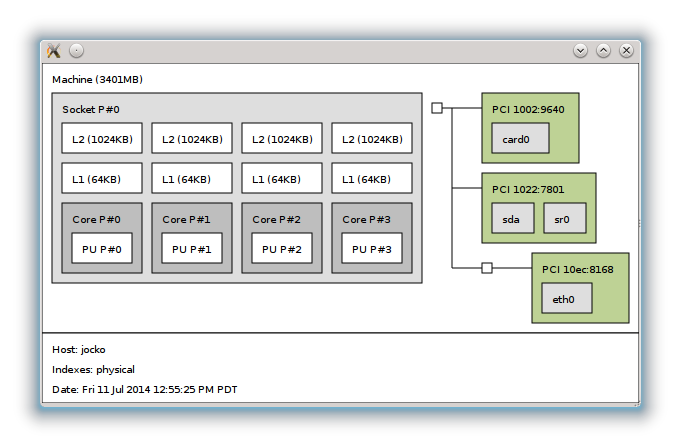 Machine (3401MB)
Socket P#0
L2 (1024KB) L2 (1024KB) L2 (1024KB) L2 (1024KB)
L1 (64KB) L1 (64KB) L1 (64KB) L1 (64KB)
Core P#0 Core P#1 Core P#2 Core P#3
PU P#0 PU P#1 PU P#2 PU P#3
PCI 1002:9640
card0
PCI 1022:7801
sda sr0
PCI 10ec:8168
eth0
Host: jocko
Indexes: physical
Date: Fri 11 Jul 2014 12:55:25 PM PDT